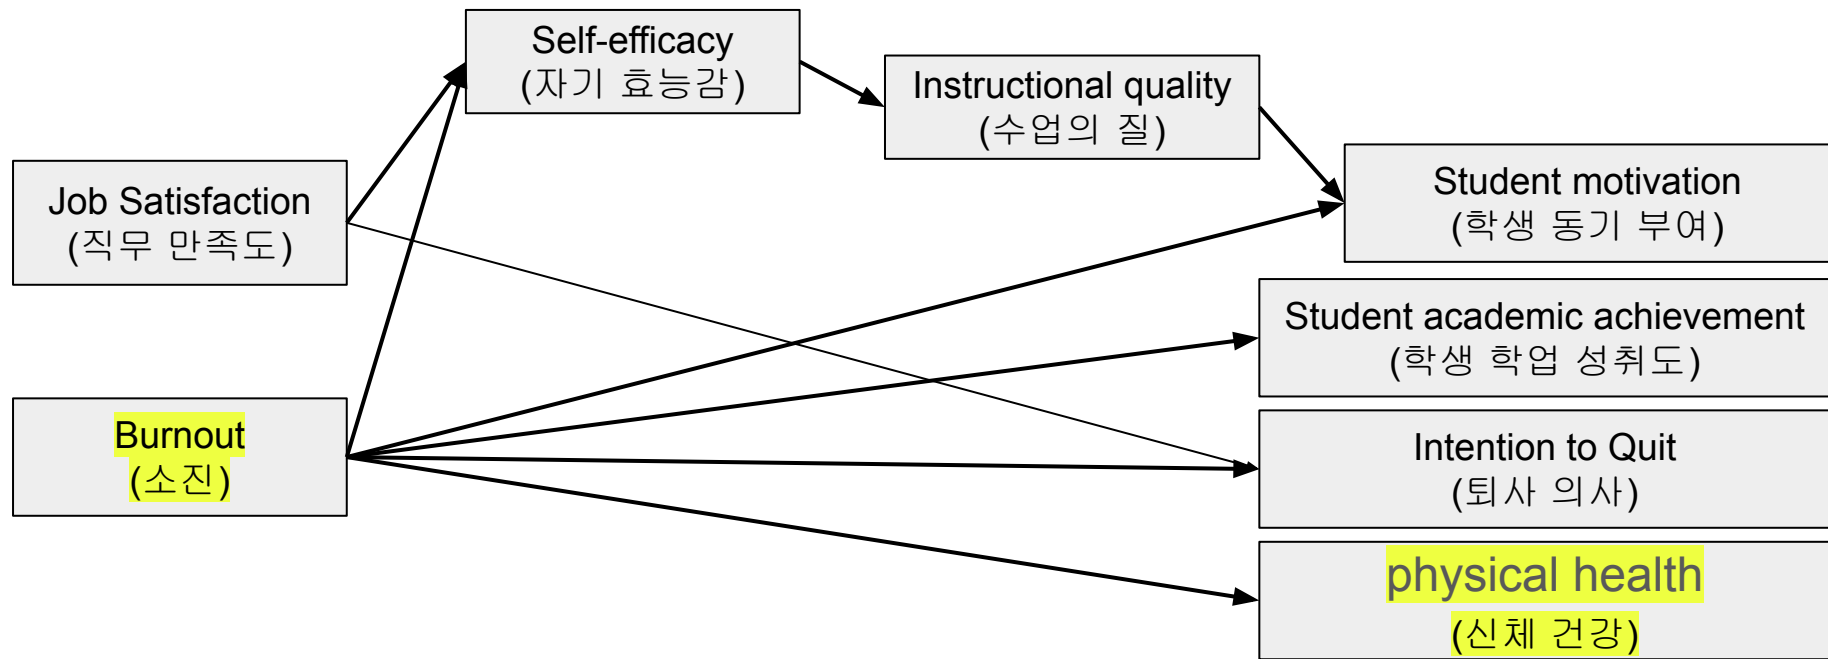 Self-efficacy
(자기 효능감)
Instructional quality
(수업의 질)
Job Satisfaction
(직무 만족도)
Student motivation
(학생 동기 부여)
Student academic achievement
(학생 학업 성취도)
Burnout
(소진)
Intention to Quit
(퇴사 의사)
physical health
(신체 건강)